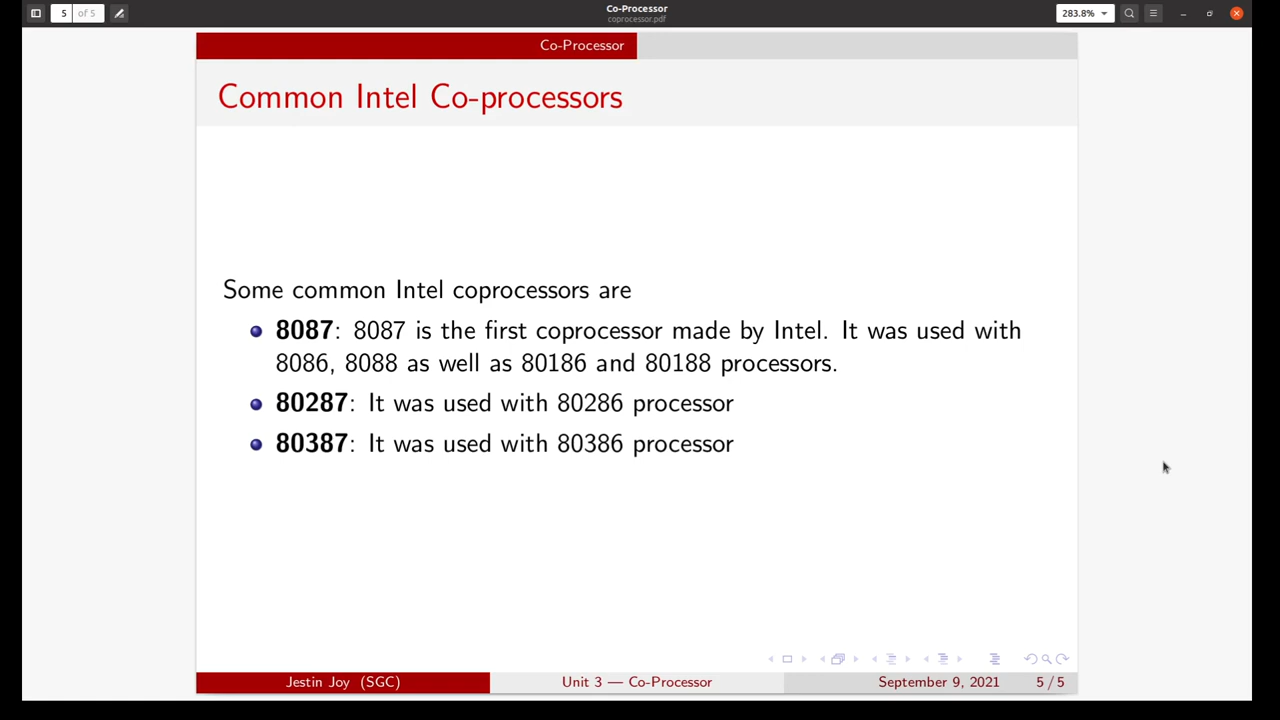 Co-Processor
coprocessor.pdf
5 of 5
283.8%
Co-Processor
Common Intel Co-processors
Some common Intel coprocessors are
8087: 8087 is the first coprocessor made by Intel. It was used with
8086, 8088 as well as 80186 and 80188 processors.
80287: It was used with 80286 processor
80387: It was used with 80386 processor
Jestin Joy (SGC)
Unit 3 — Co-Processor
September 9, 2021
5 / 5